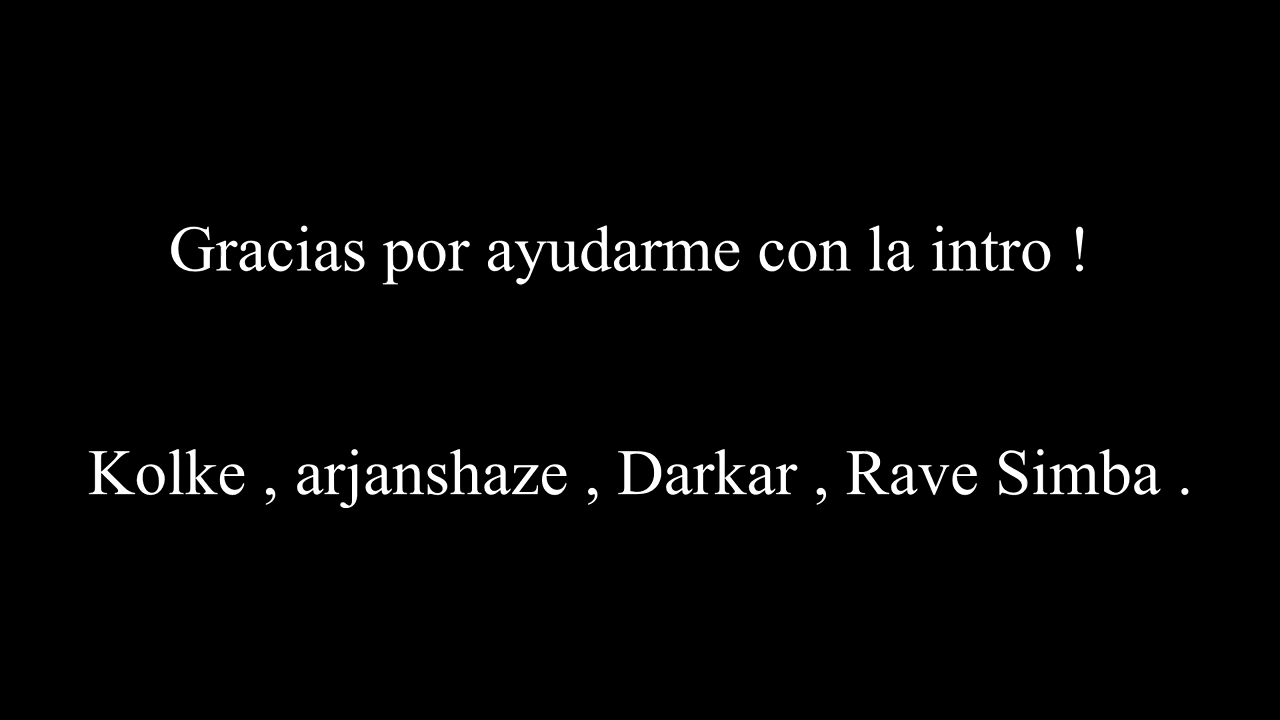 Gracias por ayudarme con la intro !
Kolke , arjanshaze , Darkar , Rave Simba .